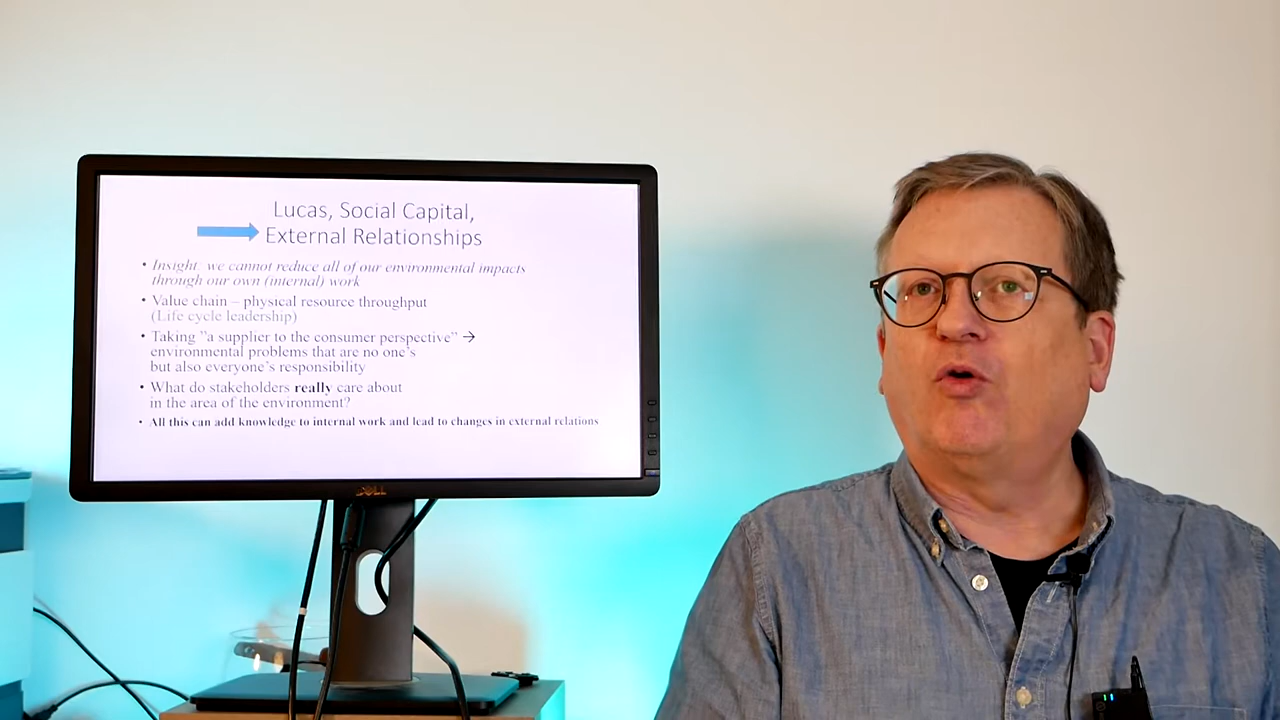 Lucas, Social Capital,
External Relationships
• Insight: we cannot reduce all of our environmental impacts
through our own (internal) work
• Value chain – physical resource throughput
(Life cycle leadership)
• Taking "a supplier to the consumer perspective" →
environmental problems that are no one's
but also everyone's responsibility
• What do stakeholders really care about
in the area of the environment?
• All this can add knowledge to internal work and lead to changes in external relations
DELL